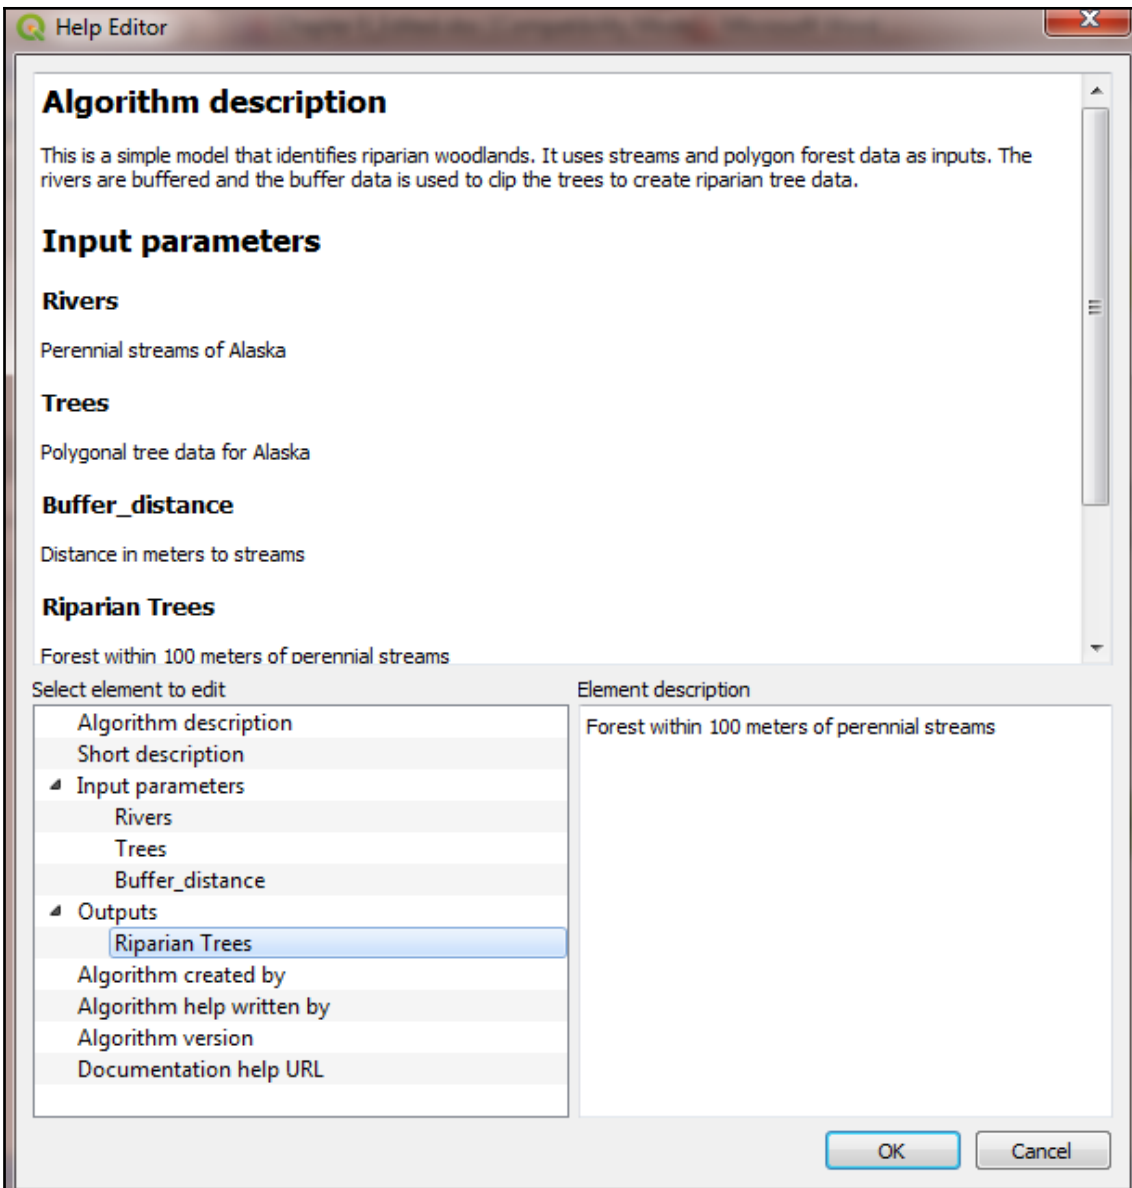 Help Editor
Algorithm description
This is a simple model that identifies riparian woodlands. It uses streams and polygon forest data as inputs. The
rivers are buffered and the buffer data is used to clip the trees to create riparian tree data.
Input parameters
Rivers
Perennial streams of Alaska
Trees
Polygonal tree data for Alaska
Buffer_distance
Distance in meters to streams
Riparian Trees
Forest within 100 meters of perennial streams
Select element to edit
Algorithm description
Short description
Input parameters
Rivers
Trees
Buffer_distance
Outputs
Riparian Trees
Algorithm created by
Algorithm help written by
Algorithm version
Documentation help URL
Element description
Forest within 100 meters of perennial streams
OK
Cancel